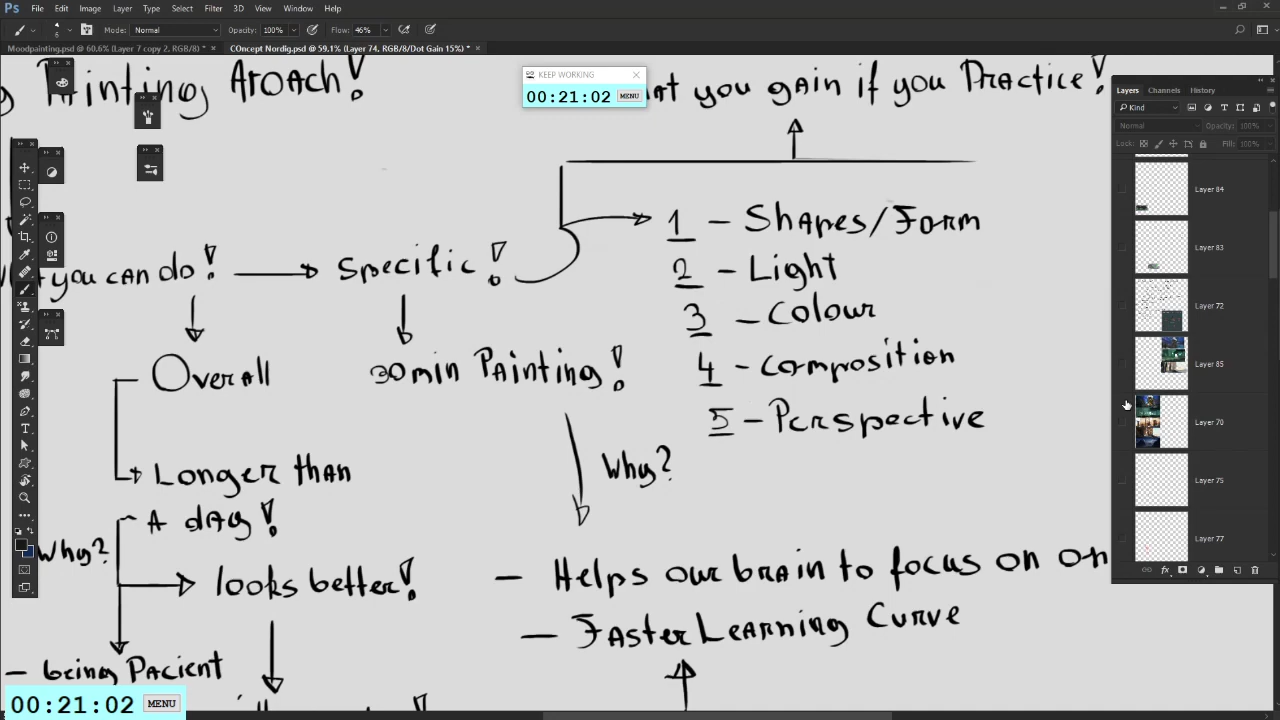 Ps File Edit Image Layer Type Select Filter 3D View Window Help
Mode: Normal Opacity: 100% Flow: 46%
Moodpainting.psd @ 60.6% (Layer 7 copy 2, RGB/8) * × COncept Nordig.psd @ 59.1% (Layer 74, RGB/8/Dot Gain 15%) * ×
Printing Aroach!
KEEP WORKING
00:21:02 MENU
at you gain if you Practice!
1 - Shapes/Form
2 - Light
3 - Colour
4 - Composition
5 - Perspective
you can do!
Specific!
Overall
30min Painting!
Longer than
A day!
Why?
Why?
looks better!
- Helps our brain to focus on on
- Faster Learning Curve
- being Pacient
00:21:02 MENU
Layers Channels History
Kind
Normal Opacity: 100%
Lock: Fill: 100%
Layer 84
Layer 83
Layer 72
Layer 85
Layer 70
Layer 75
Layer 77
fx